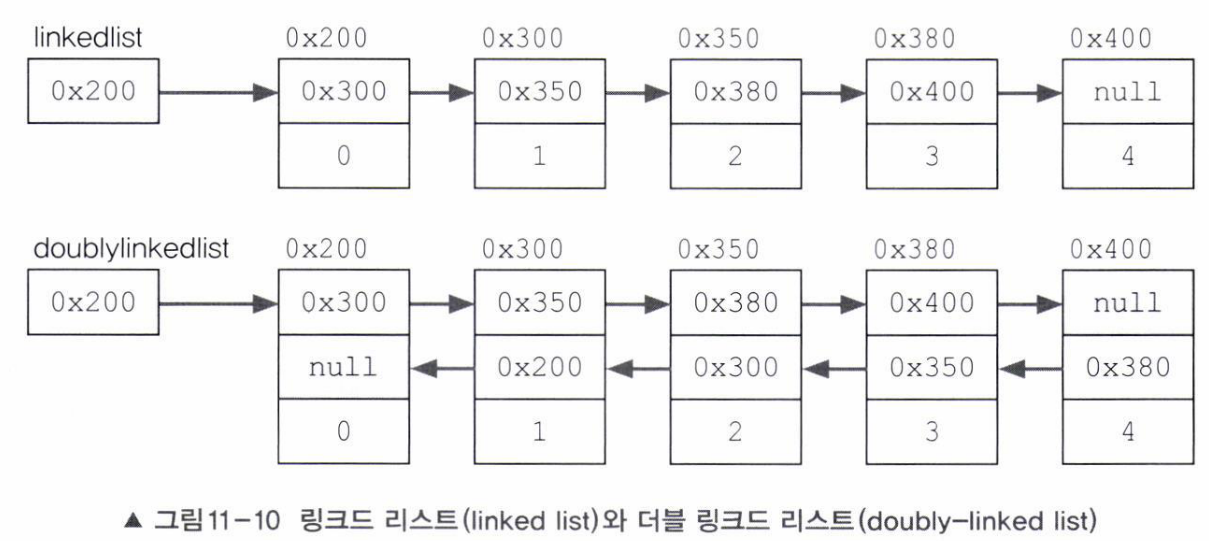 linkedlist 0x200 0x300 0x350 0x380 0x400
0x200 0x300 0x350 0x380 0x400 null
0 1 2 3 4
doublylinkedlist 0x200 0x300 0x350 0x380 0x400
0x200 0x300 0x350 0x380 0x400 null
null 0x200 0x300 0x350 0x380
0 1 2 3 4
▲ 그림11-10 링크드 리스트(linked list)와 더블 링크드 리스트(doubly-linked list)